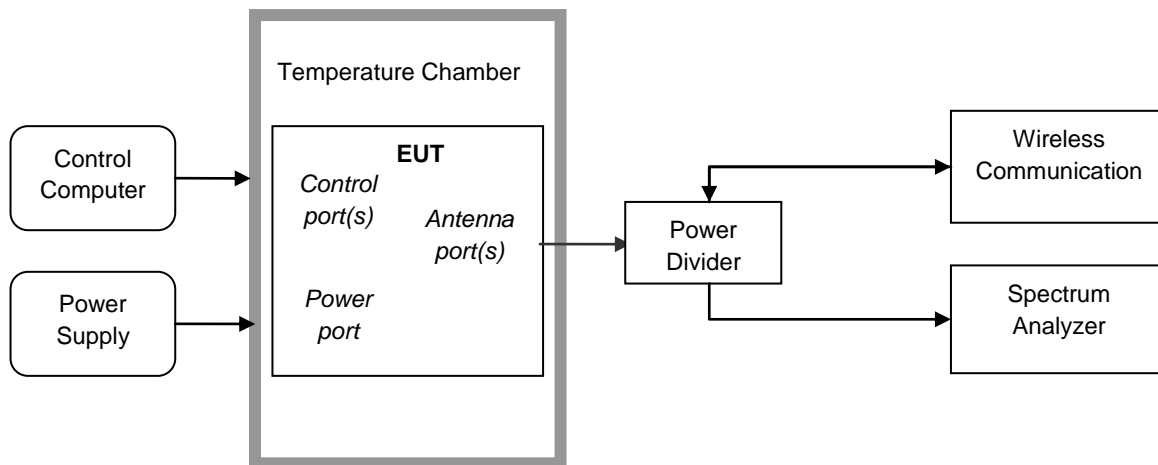 Temperature Chamber
Control
Computer
Power
Supply
EUT
Control
port(s)
Antenna
port(s)
Power
port
Power
Divider
Wireless
Communication
Spectrum
Analyzer